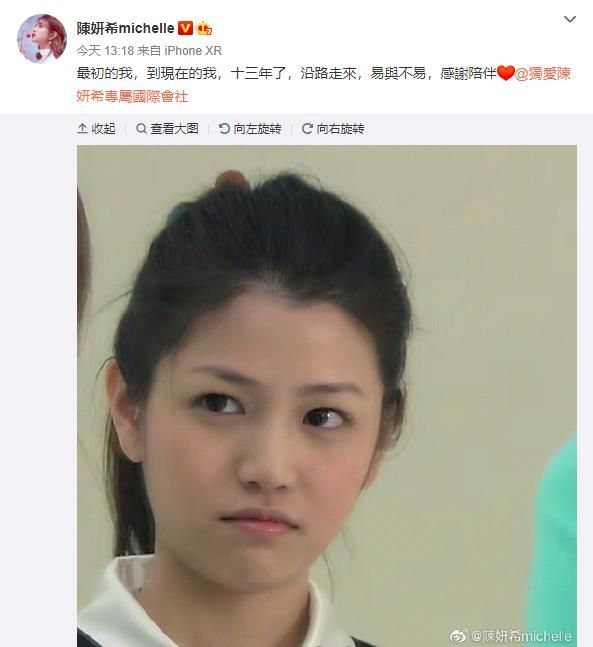 陳妍希michelle
今天 13:18 来自 iPhone XR
最初的我，到現在的我，十三年了，沿路走來，易與不易，感謝陪伴❤@獨愛陳
妍希專屬國際會社
收起 查看大图 向左旋转 向右旋转
@陳妍希michelle